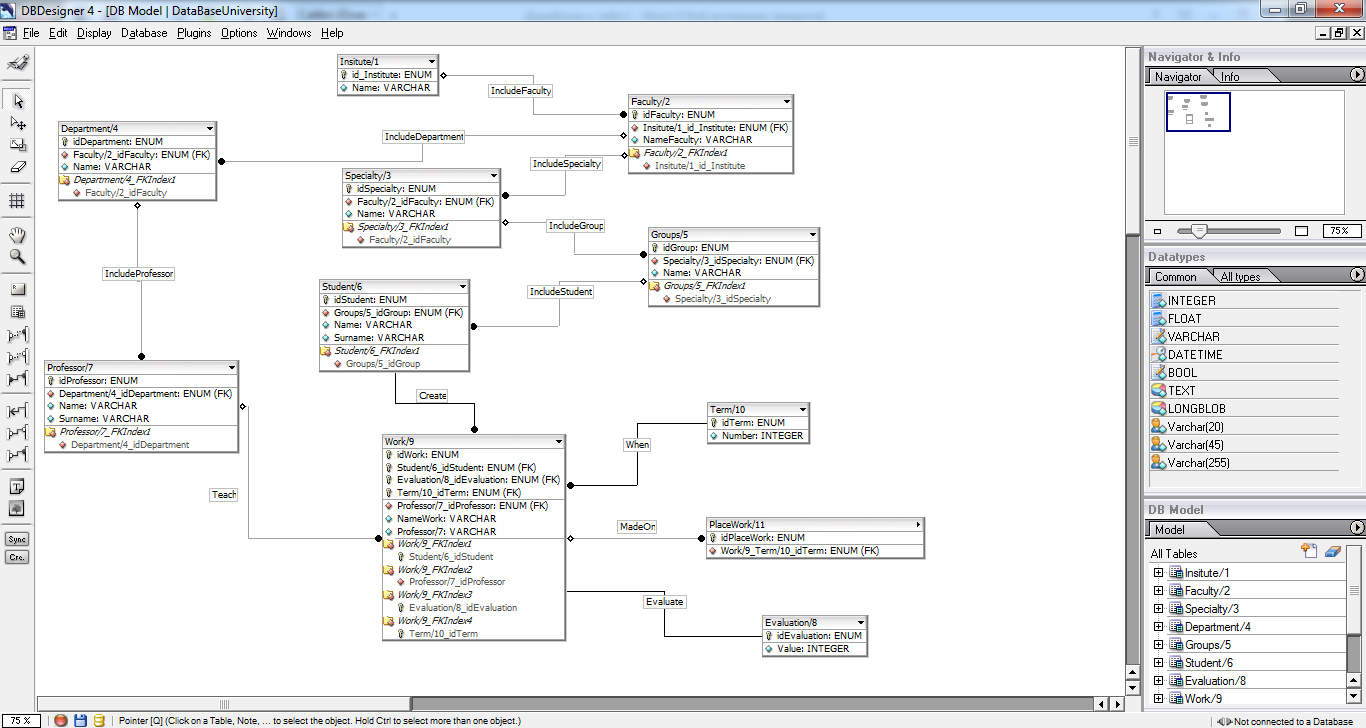 DBDesigner 4 - [DB Model | DataBaseUniversity]
File Edit Display Database Plugins Options Windows Help
Insitute/1
id_Institute: ENUM
Name: VARCHAR
IncludeFaculty
Faculty/2
idFaculty: ENUM
Insitute/1_id_Institute: ENUM (FK)
NameFaculty: VARCHAR
Faculty/2_FKIndex1
Insitute/1_id_Institute
Department/4
idDepartment: ENUM
Faculty/2_idFaculty: ENUM (FK)
Name: VARCHAR
Department/4_FKIndex1
Faculty/2_idFaculty
IncludeDepartment
IncludeSpecialty
Specialty/3
idSpecialty: ENUM
Faculty/2_idFaculty: ENUM (FK)
Name: VARCHAR
Specialty/3_FKIndex1
Faculty/2_idFaculty
IncludeGroup
Groups/5
idGroup: ENUM
Specialty/3_idSpecialty: ENUM (FK)
Name: VARCHAR
Groups/5_FKIndex1
Specialty/3_idSpecialty
IncludeProfessor
IncludeStudent
Student/6
idStudent: ENUM
Groups/5_idGroup: ENUM (FK)
Name: VARCHAR
Surname: VARCHAR
Student/6_FKIndex1
Groups/5_idGroup
Professor/7
idProfessor: ENUM
Department/4_idDepartment: ENUM (FK)
Name: VARCHAR
Surname: VARCHAR
Professor/7_FKIndex1
Department/4_idDepartment
Create
Teach
Work/9
idWork: ENUM
Student/6_idStudent: ENUM (FK)
Evaluation/8_idEvaluation: ENUM (FK)
Term/10_idTerm: ENUM (FK)
Professor/7_idProfessor: ENUM (FK)
NameWork: VARCHAR
Professor/7: VARCHAR
Work/9_FKIndex1
Student/6_idStudent
Work/9_FKIndex2
Professor/7_idProfessor
Work/9_FKIndex3
Evaluation/8_idEvaluation
Work/9_FKIndex4
Term/10_idTerm
When
Term/10
idTerm: ENUM
Number: INTEGER
MadeOn
PlaceWork/11
idPlaceWork: ENUM
Work/9_Term/10_idTerm: ENUM (FK)
Evaluate
Evaluation/8
idEvaluation: ENUM
Value: INTEGER
Sync
Navigator & Info
Navigator Info
75%
Datatypes
Common All types
INTEGER
FLOAT
VARCHAR
DATETIME
BOOL
TEXT
LONGBLOB
Varchar(20)
Varchar(45)
Varchar(255)
DB Model
Model
All Tables
Insitute/1
Faculty/2
Specialty/3
Department/4
Groups/5
Student/6
Evaluation/8
Work/9
75 % Pointer [Q] (Click on a Table, Note, ... to select the object. Hold Ctrl to select more than one object.) Not connected to a Database